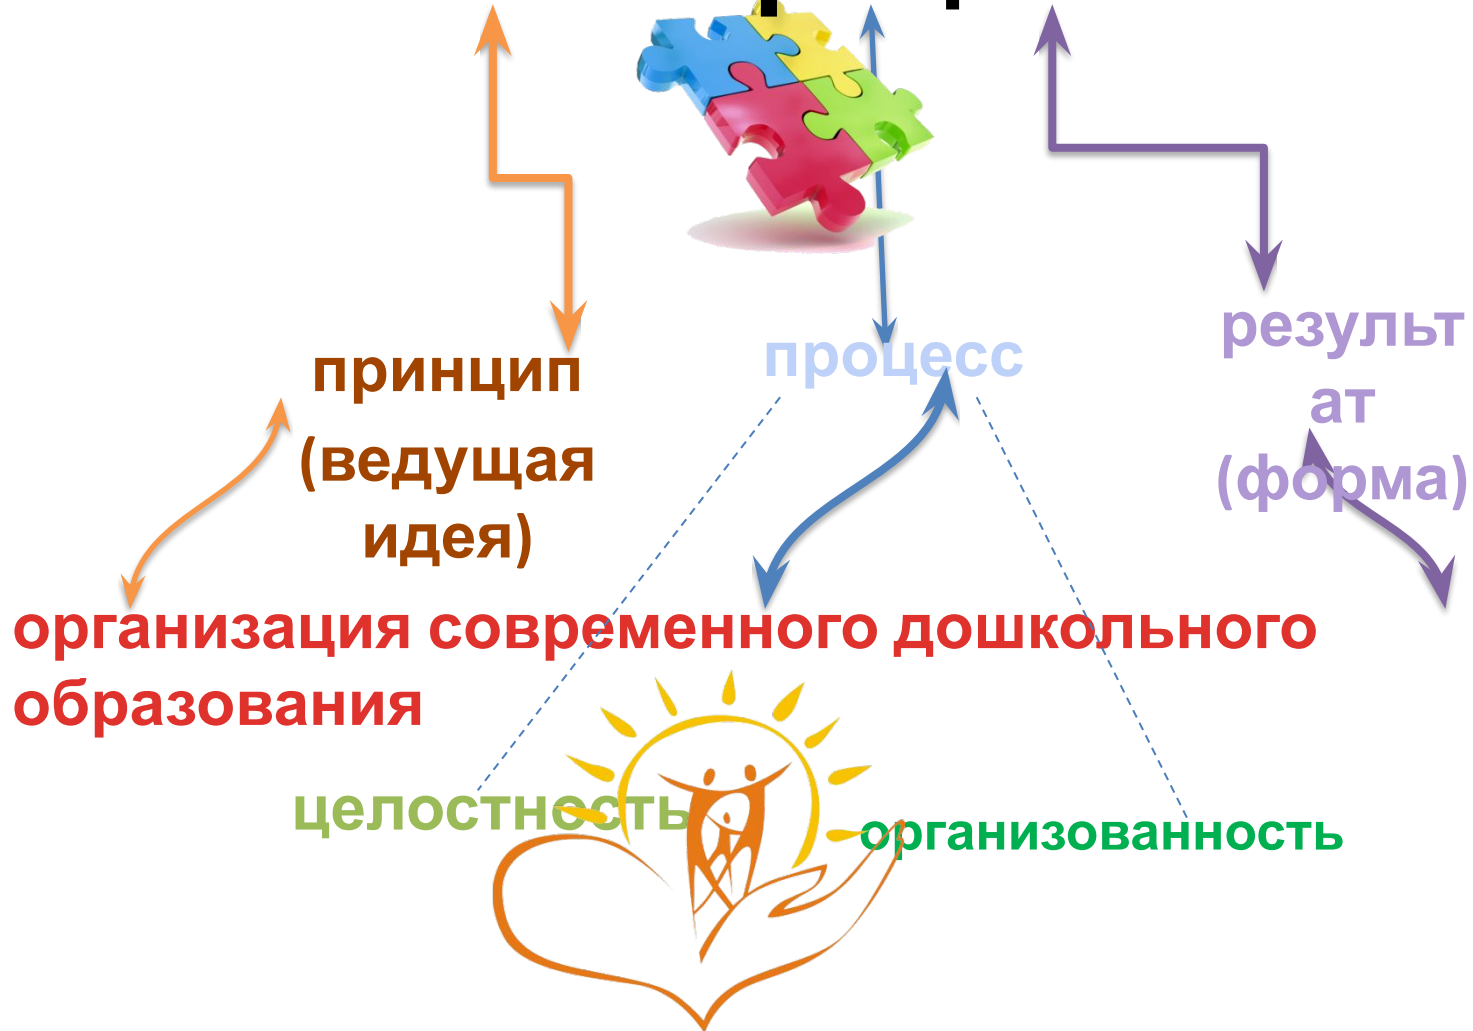 принцип
(ведущая
идея)
процесс
результ
ат
(форма)
организация современного дошкольного
образования
целостность
организованность